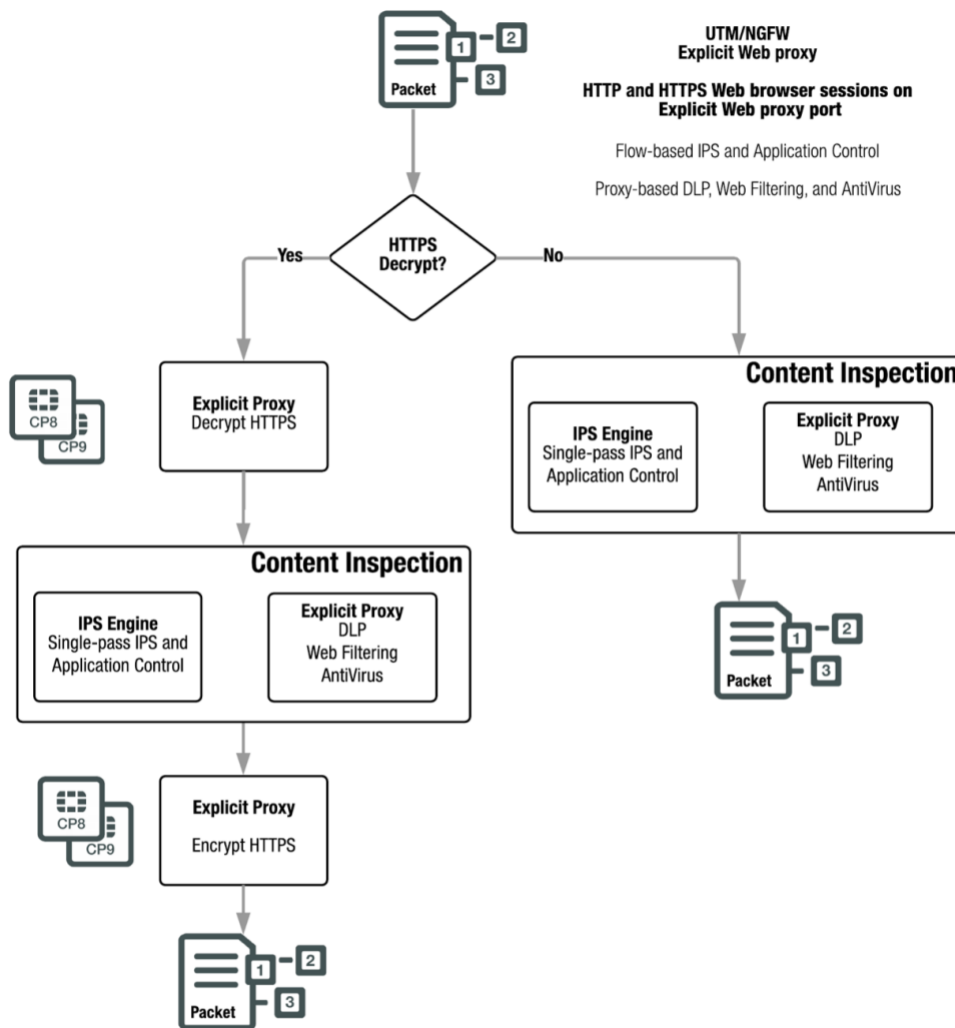 1
2
3
Packet
UTM/NGFW
Explicit Web proxy
HTTP and HTTPS Web browser sessions on
Explicit Web proxy port
Flow-based IPS and Application Control
Proxy-based DLP, Web Filtering, and AntiVirus
HTTPS
Decrypt?
Yes
No
Explicit Proxy
Decrypt HTTPS
CP8
CP9
Content Inspection
IPS Engine
Single-pass IPS and
Application Control
Explicit Proxy
DLP
Web Filtering
AntiVirus
Content Inspection
IPS Engine
Single-pass IPS and
Application Control
Explicit Proxy
DLP
Web Filtering
AntiVirus
1
2
3
Packet
CP8
CP9
Explicit Proxy
Encrypt HTTPS
1
2
3
Packet